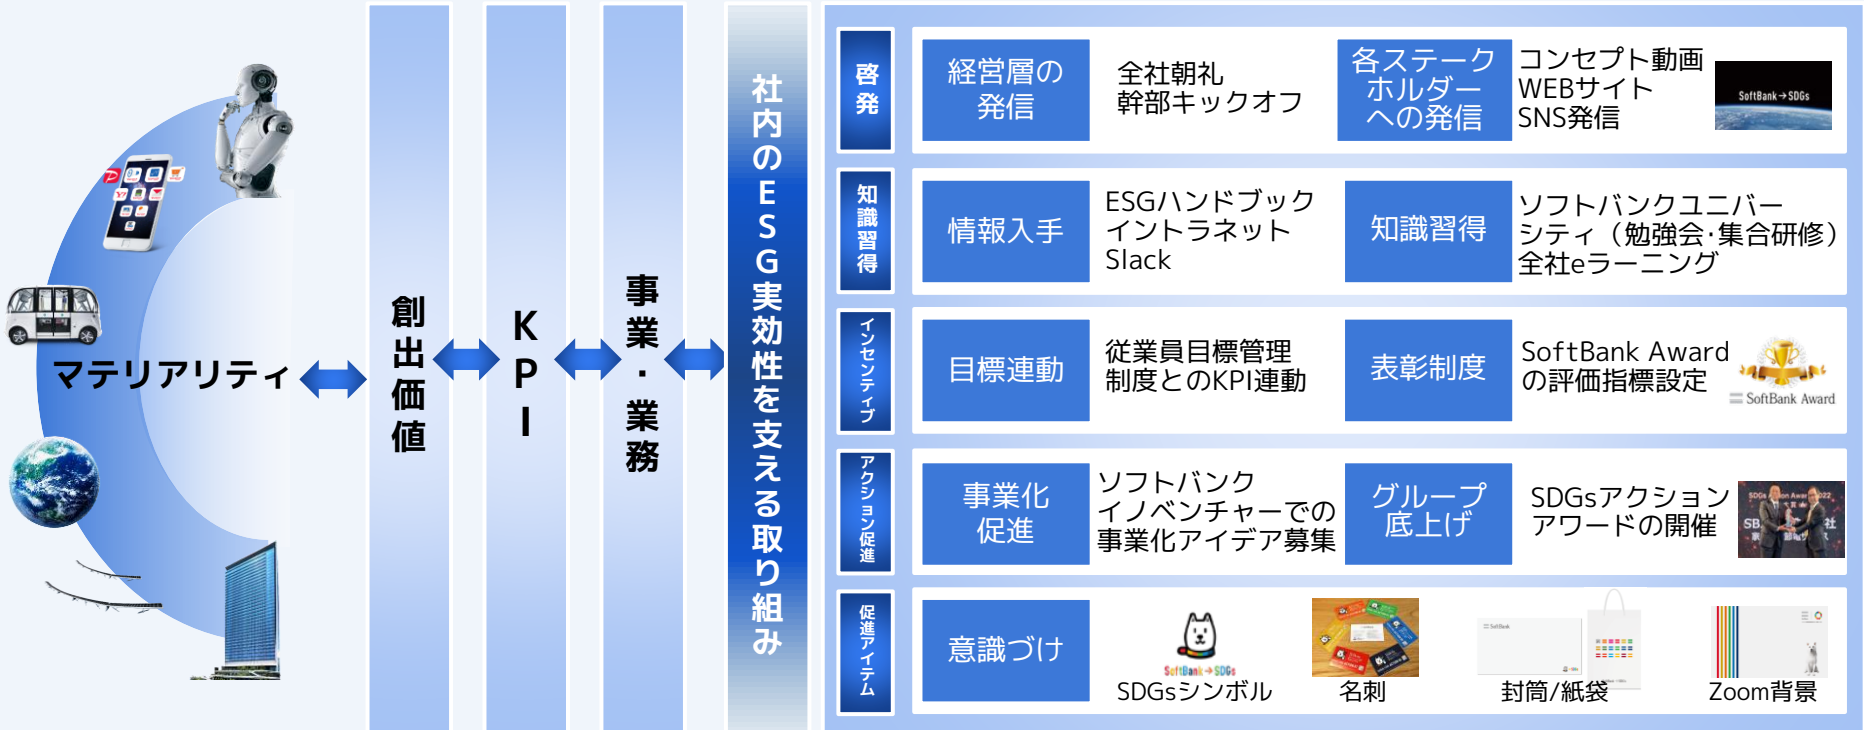 マテリアリティ
創出価値
KPI
事業・業務
社内のESG実効性を支える取り組み
啓発
経営層の
発信
全社朝礼
幹部キックオフ
各ステーク
ホルダー
への発信
コンセプト動画
WEBサイト
SNS発信
SoftBank→SDGs
知識習得
情報入手
ESGハンドブック
イントラネット
Slack
知識習得
ソフトバンクユニバー
シティ（勉強会・集合研修）
全社eラーニング
インセンティブ
目標連動
従業員目標管理
制度とのKPI連動
表彰制度
SoftBank Award
の評価指標設定
SoftBank Award
アクション促進
事業化
促進
ソフトバンク
イノベンチャーでの
事業化アイデア募集
グループ
底上げ
SDGsアクション
アワードの開催
促進アイテム
意識づけ
SoftBank→SDGs
SDGsシンボル
名刺
SoftBank
封筒/紙袋
Zoom背景